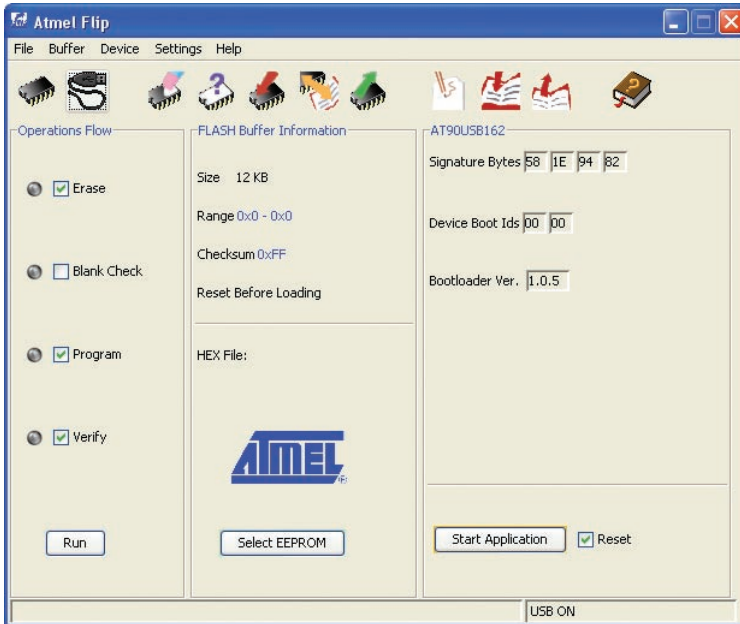 Atmel Flip
File Buffer Device Settings Help
Operations Flow
Erase
Blank Check
Program
Verify
Run
FLASH Buffer Information
Size 12 KB
Range 0x0 - 0x0
Checksum 0xFF
Reset Before Loading
HEX File:
ATMEL
®
Select EEPROM
AT90USB162
Signature Bytes 58 1E 94 82
Device Boot Ids 00 00
Bootloader Ver. 1.0.5
Start Application Reset
USB ON